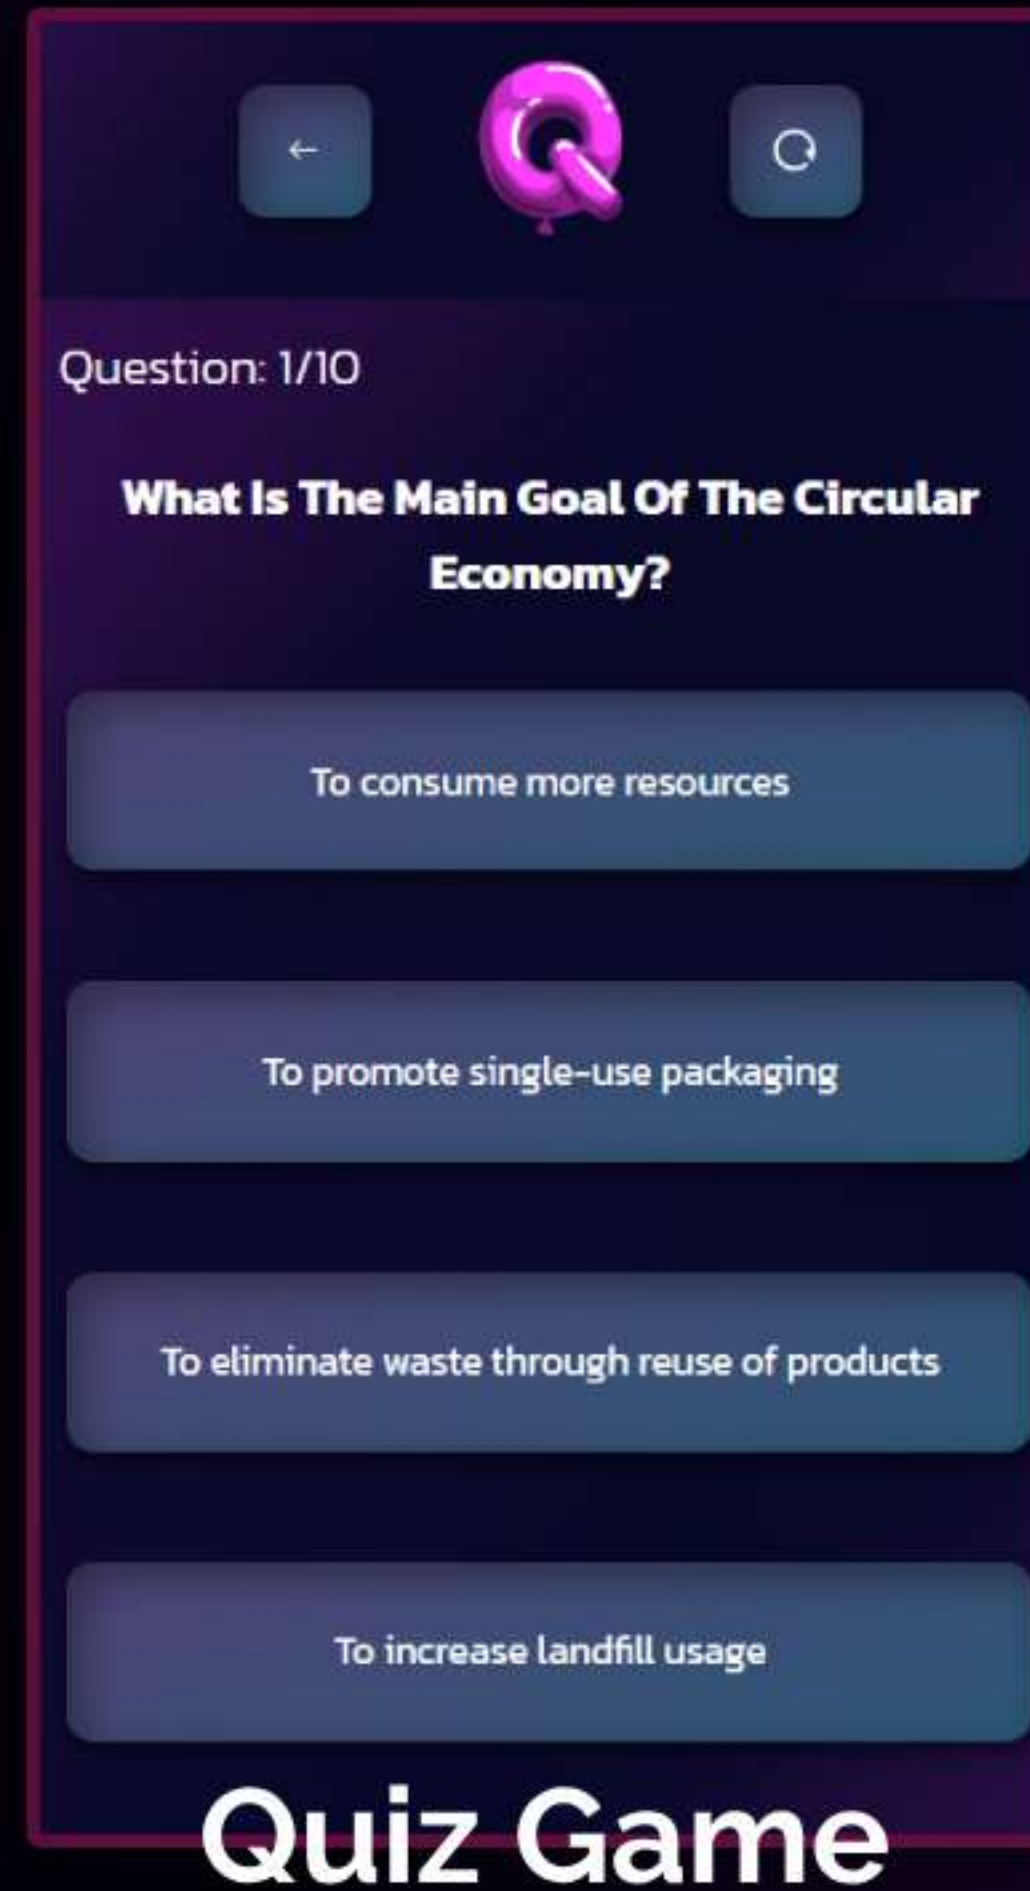 Q
Question: 1/10
What Is The Main Goal Of The Circular
Economy?
To consume more resources
To promote single-use packaging
To eliminate waste through reuse of products
To increase landfill usage
Quiz Game